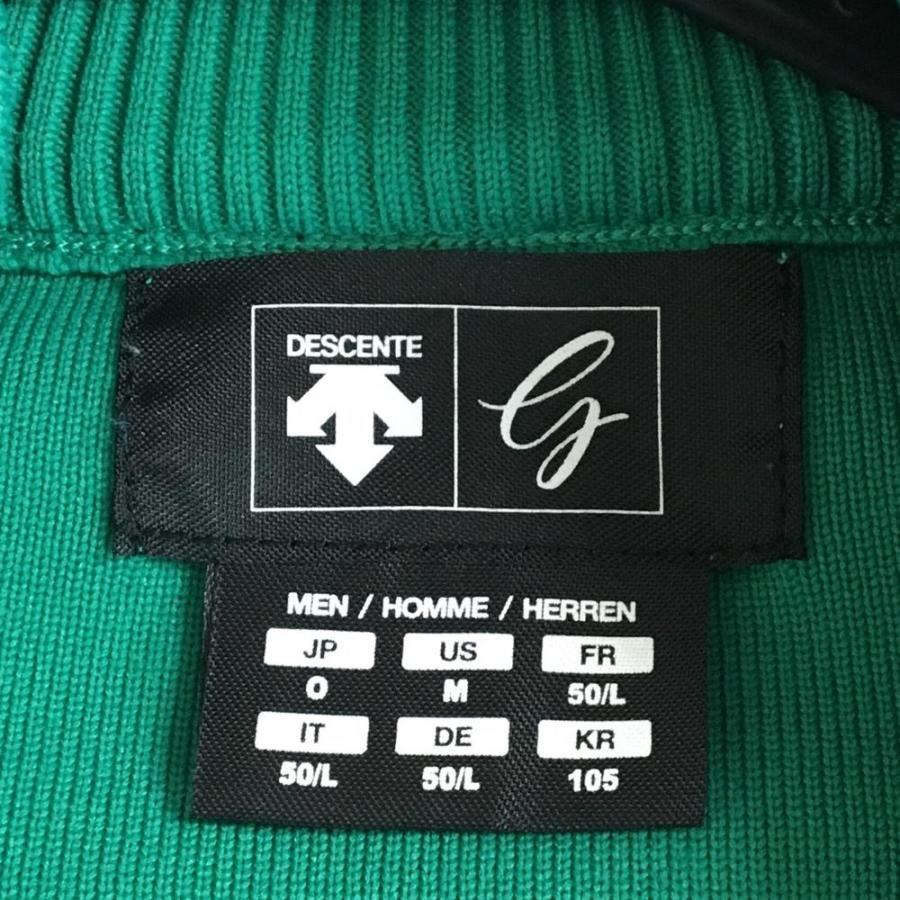 DESCENTE
G
MEN / HOMME / HERREN
JP US FR
O M 50/L
IT DE KR
50/L 50/L 105